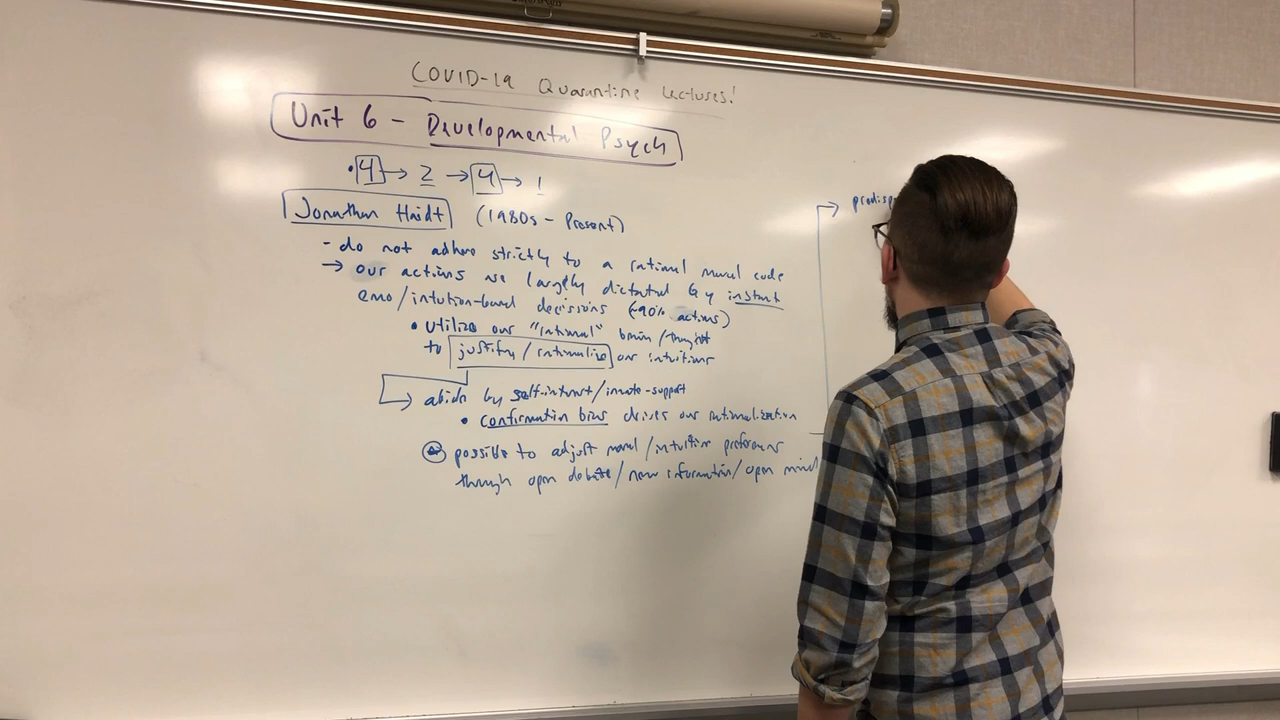 COVID-19 Quarantine Lectures!
Unit 6 - Developmental Psych
• 4 → 2 → 4 → 1
Jonathan Haidt (1980s - Present)
- do not adhere strictly to a rational moral code
→ our actions are largely dictated by instant
emo/intuition-based decisions (~90% actions)
• utilize our "rational" brain/thought
to justify/rationalize our intuitions
→ abide by self-interest/innate-support
• confirmation bias drives our rationalization
possible to adjust moral/intuitive preferences
through open debate/new information/open mind
→ predisp